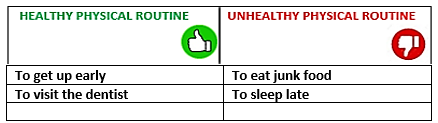 HEALTHY PHYSICAL ROUTINE
UNHEALTHY PHYSICAL ROUTINE
To get up early
To eat junk food
To visit the dentist
To sleep late